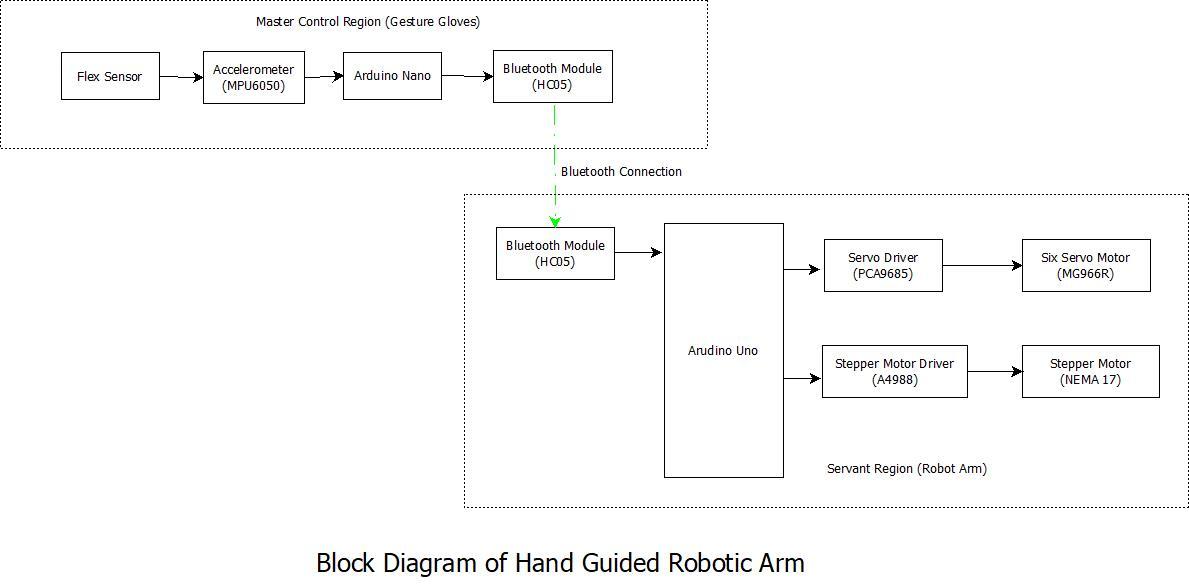 Master Control Region (Gesture Gloves)
Flex Sensor
Accelerometer
(MPU6050)
Arduino Nano
Bluetooth Module
(HC05)
Bluetooth Connection
Bluetooth Module
(HC05)
Arudino Uno
Servo Driver
(PCA9685)
Six Servo Motor
(MG966R)
Stepper Motor Driver
(A4988)
Stepper Motor
(NEMA 17)
Servant Region (Robot Arm)
Block Diagram of Hand Guided Robotic Arm